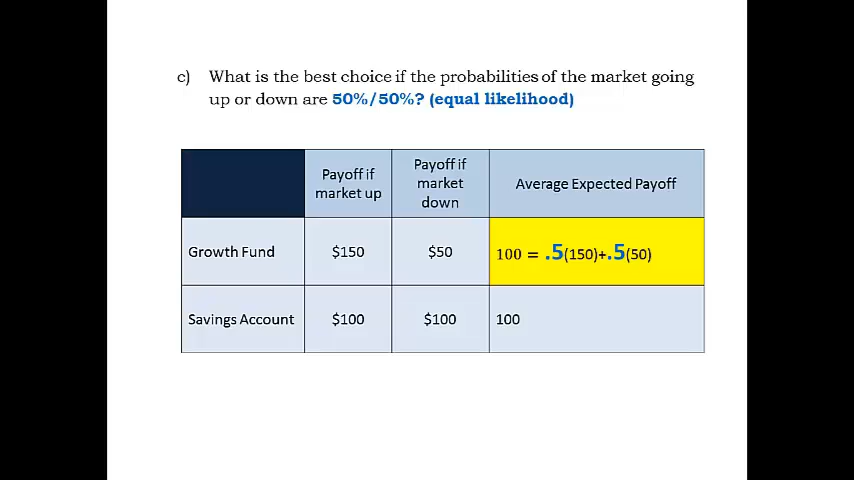 c) What is the best choice if the probabilities of the market going
up or down are 50%/50%? (equal likelihood)
Payoff if
market up
Payoff if
market
down
Average Expected Payoff
Growth Fund
$150
$50
100 = .5(150)+.5(50)
Savings Account
$100
$100
100